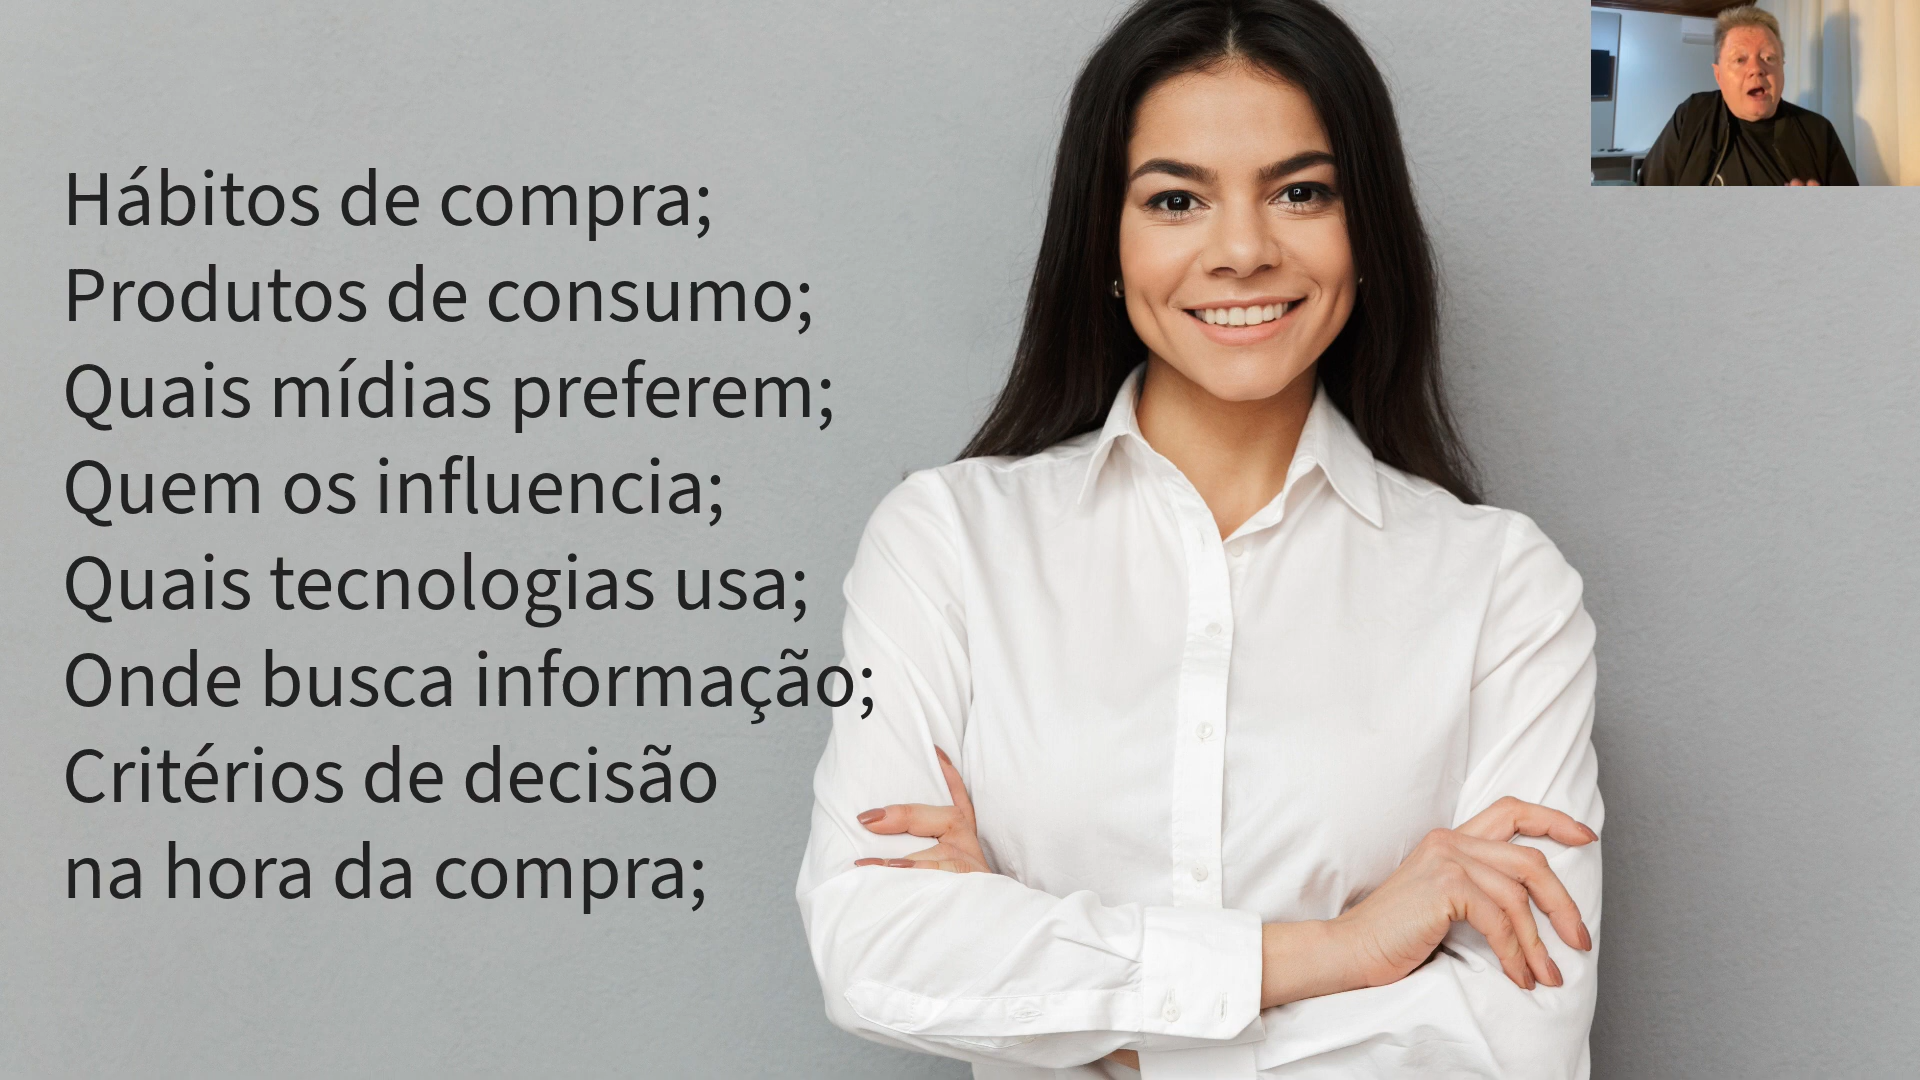 Hábitos de compra;
Produtos de consumo;
Quais mídias preferem;
Quem os influencia;
Quais tecnologias usa;
Onde busca informação;
Critérios de decisão
na hora da compra;